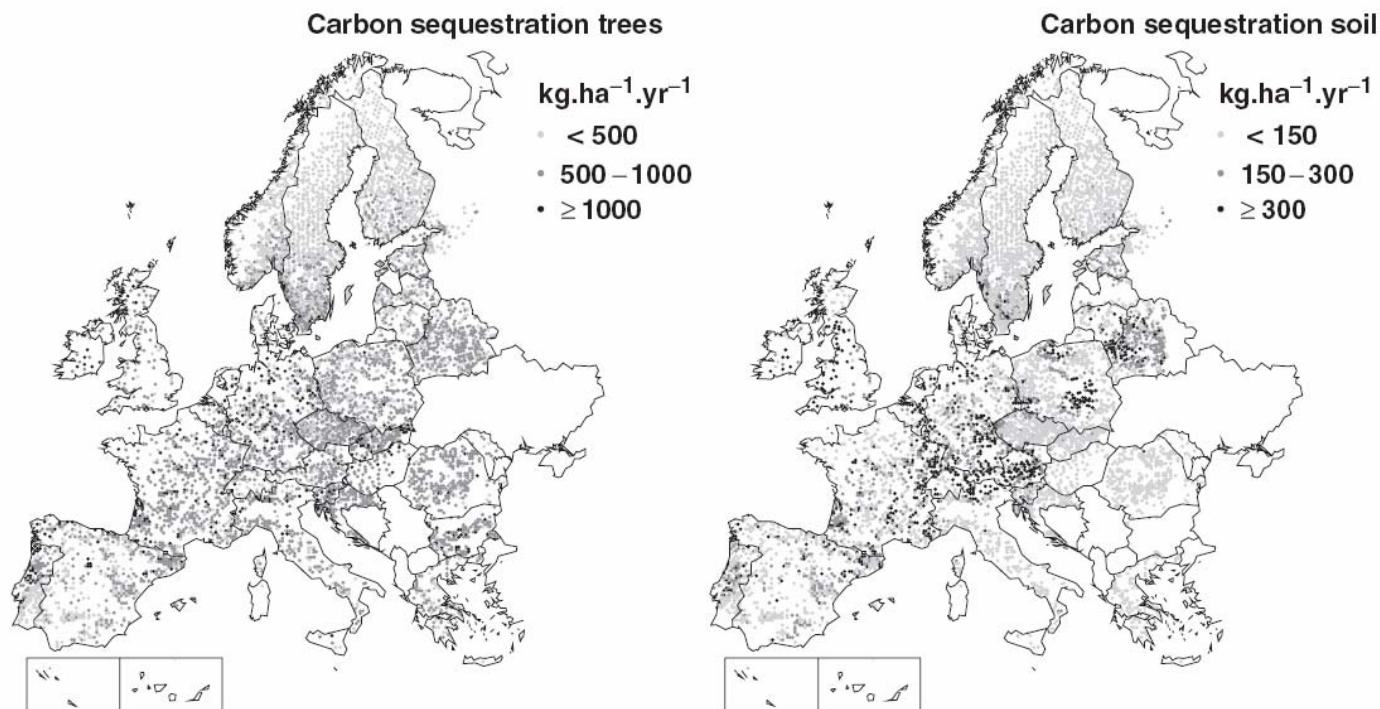 Carbon sequestration trees
kg.ha⁻¹.yr⁻¹
< 500
500–1000
≥ 1000
Carbon sequestration soil
kg.ha⁻¹.yr⁻¹
< 150
150–300
≥ 300